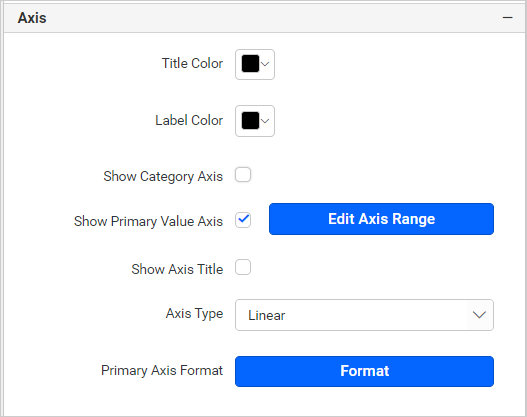 Axis
Title Color
Label Color
Show Category Axis
Show Primary Value Axis Edit Axis Range
Show Axis Title
Axis Type Linear
Primary Axis Format Format